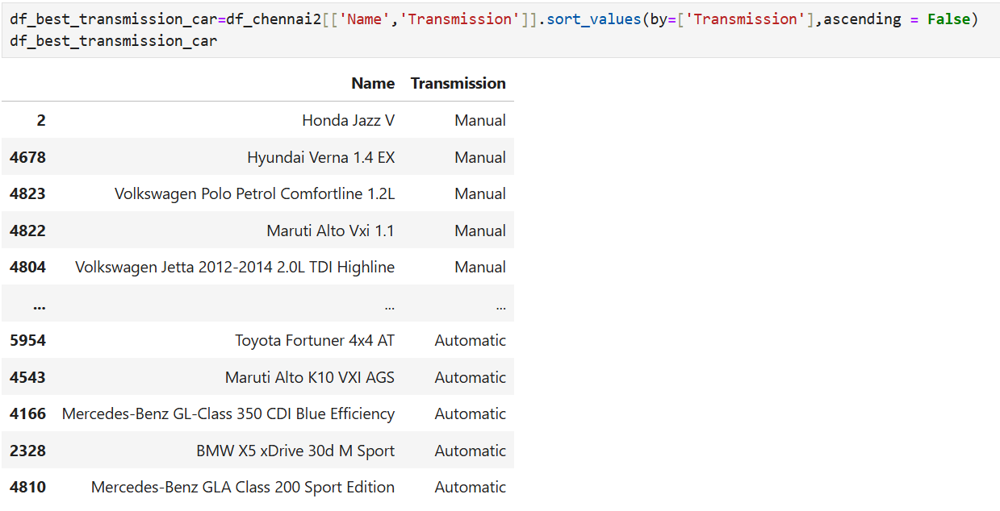 df_best_transmission_car=df_chennai2[['Name','Transmission']].sort_values(by=['Transmission'],ascending = False)
df_best_transmission_car
Name Transmission
2 Honda Jazz V Manual
4678 Hyundai Verna 1.4 EX Manual
4823 Volkswagen Polo Petrol Comfortline 1.2L Manual
4822 Maruti Alto Vxi 1.1 Manual
4804 Volkswagen Jetta 2012-2014 2.0L TDI Highline Manual
... ... ...
5954 Toyota Fortuner 4x4 AT Automatic
4543 Maruti Alto K10 VXI AGS Automatic
4166 Mercedes-Benz GL-Class 350 CDI Blue Efficiency Automatic
2328 BMW X5 xDrive 30d M Sport Automatic
4810 Mercedes-Benz GLA Class 200 Sport Edition Automatic